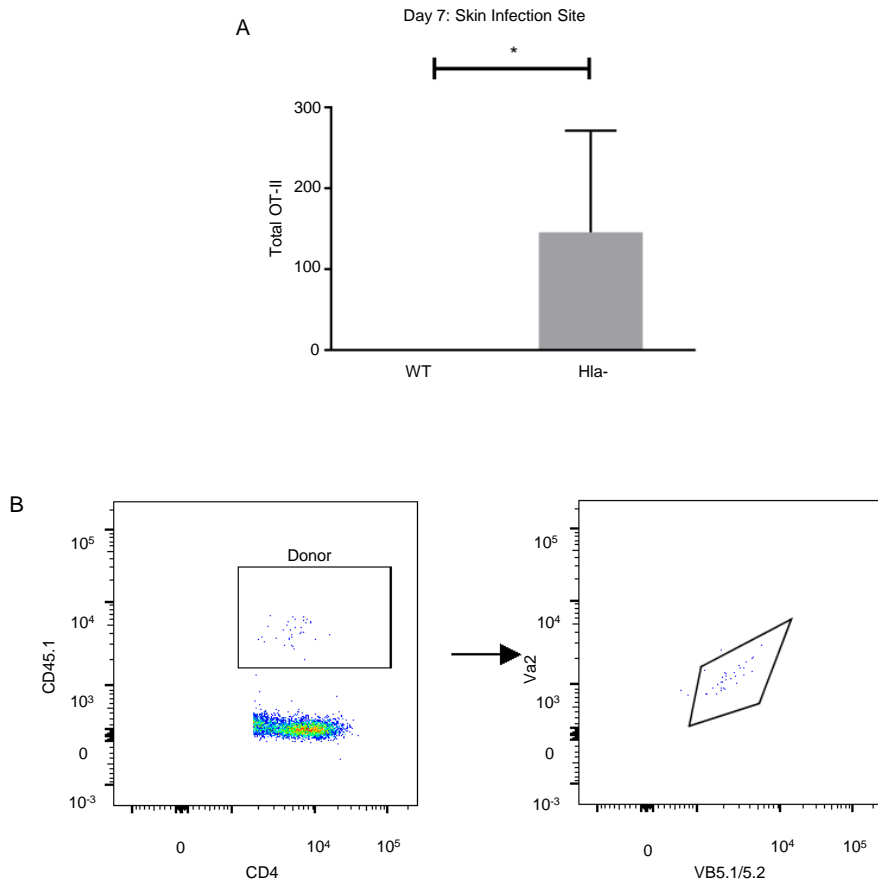 A
Day 7: Skin Infection Site
*
Total OT-II
300
200
100
0
WT
Hla-
B
Donor
CD45.1
10⁵
10⁴
10³
0
10⁻³
0
10⁴
10⁵
CD4
Va2
10⁵
10⁴
10³
0
10⁻³
0
10⁴
10⁵
VB5.1/5.2